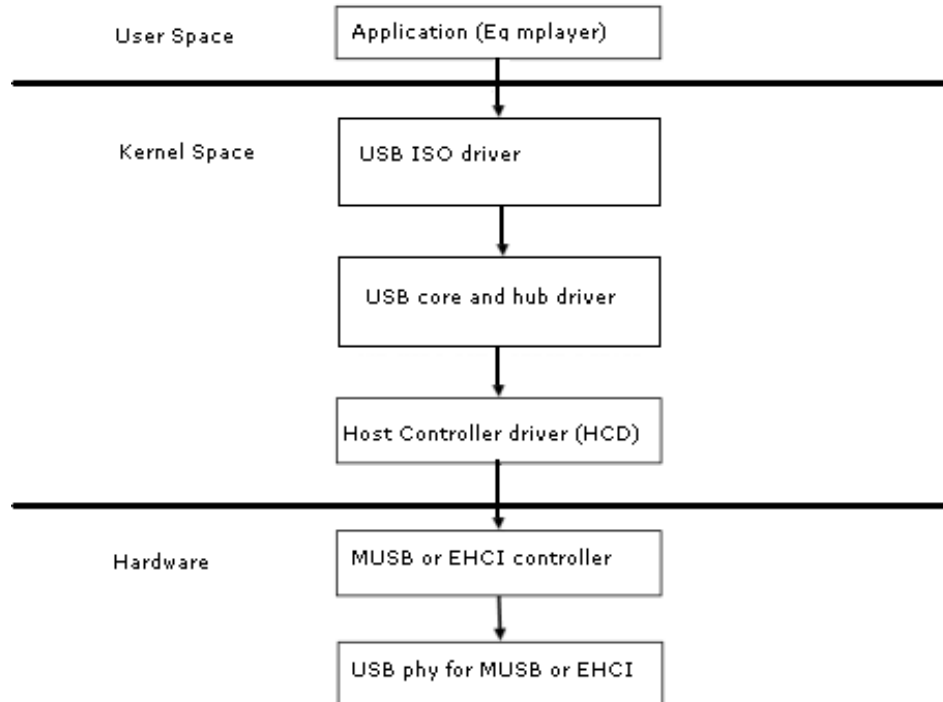 User Space
Application (Eq mplayer)
Kernel Space
USB ISO driver
USB core and hub driver
Host Controller driver (HCD)
Hardware
MUSB or EHCI controller
USB phy for MUSB or EHCI